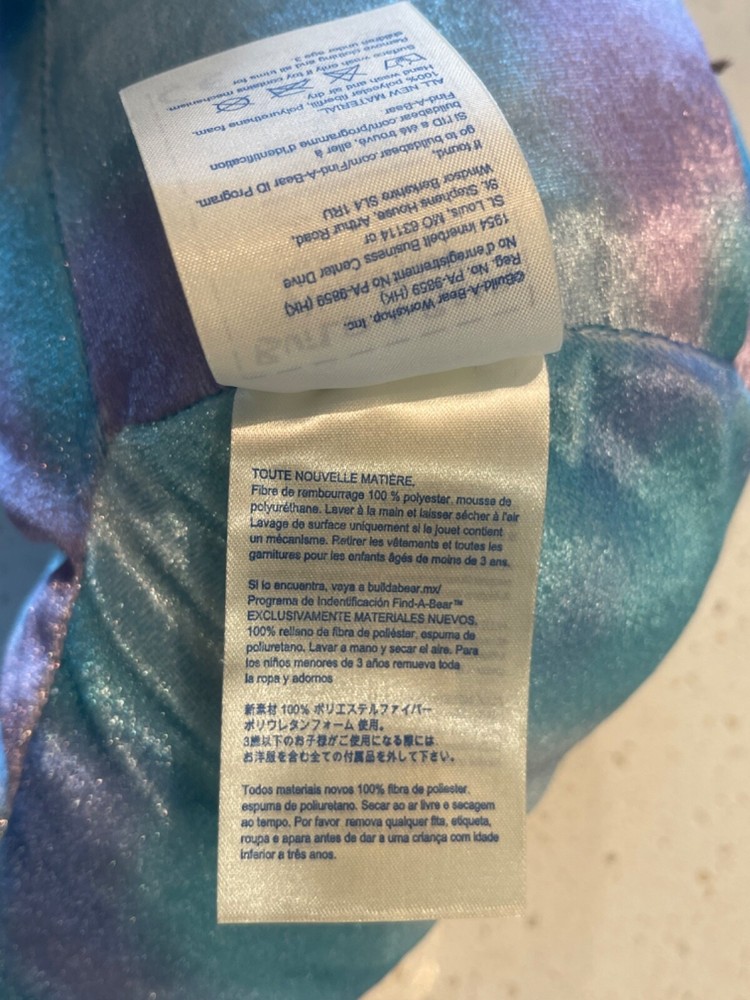 ©Build-A-Bear Workshop, Inc.
Reg. No. PA-9859 (HK)
No d'enregistrement No PA-9859 (HK)
1954 Innerbelt Business Center Drive
St. Louis, MO 63114 or
St. Stephens House, Arthur Road,
Windsor Berkshire SL4 1RU
If found,
go to buildabear.com/Find-A-Bear ID Program.
Si l'ID a été trouvé, aller à
buildabear.com/programme d'identification
Find-A-Bear
ALL NEW MATERIAL
100% polyester fiberfill, polyurethane foam.
Hand wash and air dry.
Surface wash only if toy contains mechanism.
Remove clothing and all trims for
children under age 3.
TOUTE NOUVELLE MATIÈRE,
Fibre de rembourrage 100 % polyester, mousse de
polyuréthane. Laver à la main et laisser sécher à l'air
Lavage de surface uniquement si le jouet contient
un mécanisme. Retirer les vêtements et toutes les
garnitures pour les enfants âgés de moins de 3 ans.
Si lo encuentra, vaya a buildabear.mx/
Programa de Indentificación Find-A-Bear™
EXCLUSIVAMENTE MATERIALES NUEVOS.
100% relleno de fibra de poliéster, espuma de
poliuretano. Lavar a mano y secar el aire. Para
los niños menores de 3 años remueva toda
la ropa y adornos
新素材 100% ポリエステルファイバー
ポリウレタンフォーム 使用。
3歳以下のお子様がご使用になる際には
お洋服を含む全ての付属品を外して下さい。
Todos materiais novos 100% fibra de poliester,
espuma de poliuretano. Secar ao ar livre o secagem
ao tempo. Por favor remova qualquer fita, etiqueta,
roupa e apara antes de dar a uma criança com idade
inferior a três anos.